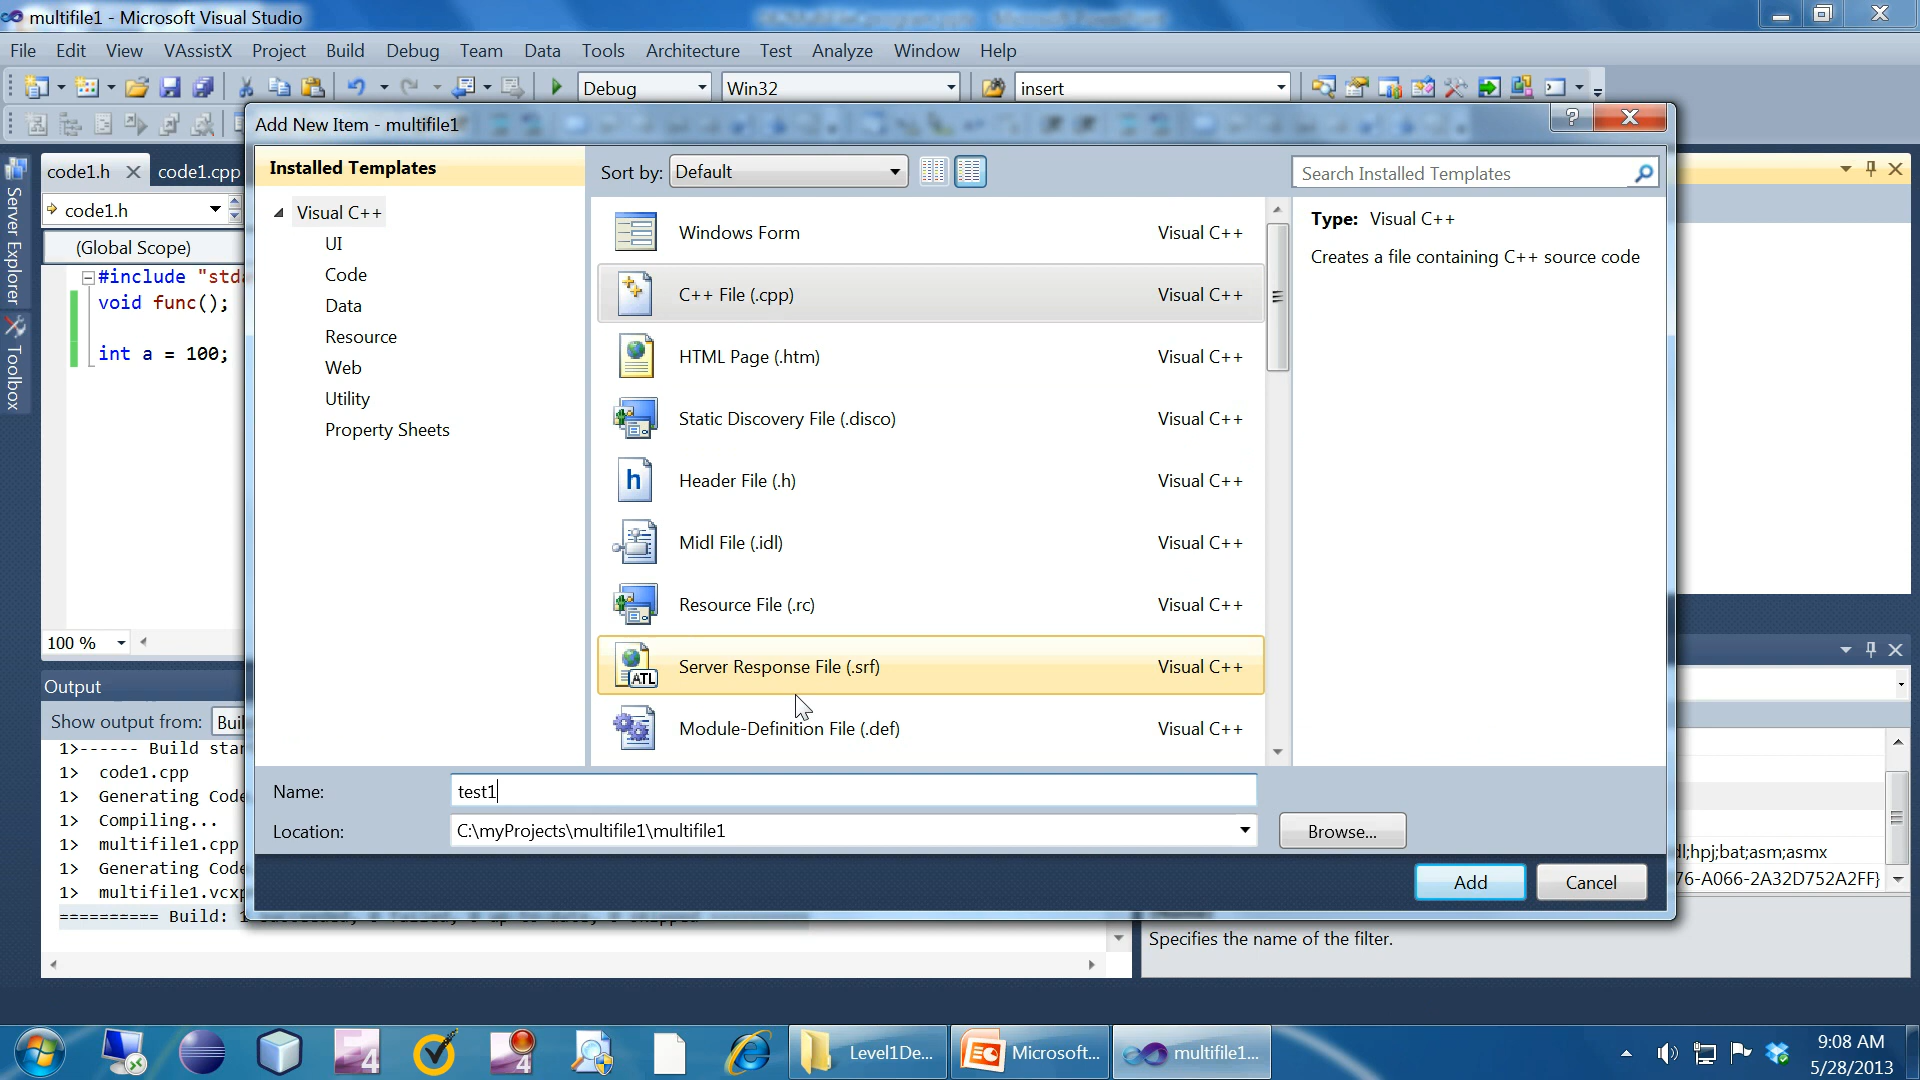 multifile1 - Microsoft Visual Studio
File Edit View VAssistX Project Build Debug Team Data Tools Architecture Test Analyze Window Help
Debug Win32 insert
Add New Item - multifile1
code1.h code1.cpp
Installed Templates
Sort by: Default
Search Installed Templates
Server Explorer
Toolbox
code1.h
(Global Scope)
#include "stda
void func();
int a = 100;
100 %
Visual C++
UI
Code
Data
Resource
Web
Utility
Property Sheets
Windows Form Visual C++
C++ File (.cpp) Visual C++
HTML Page (.htm) Visual C++
Static Discovery File (.disco) Visual C++
Header File (.h) Visual C++
Midl File (.idl) Visual C++
Resource File (.rc) Visual C++
Server Response File (.srf) Visual C++
Module-Definition File (.def) Visual C++
Type: Visual C++
Creates a file containing C++ source code
Name: test1
Location: C:\myProjects\multifile1\multifile1
Browse...
Add Cancel
Output
Show output from: Buil
1>------ Build star
1> code1.cpp
1> Generating Code
1> Compiling...
1> multifile1.cpp
1> Generating Code
1> multifile1.vcxp
========== Build: 1
l;hpj;bat;asm;asmx
76-A066-2A32D752A2FF}
Specifies the name of the filter.
Level1De... Microsoft... multifile1...
9:08 AM
5/28/2013